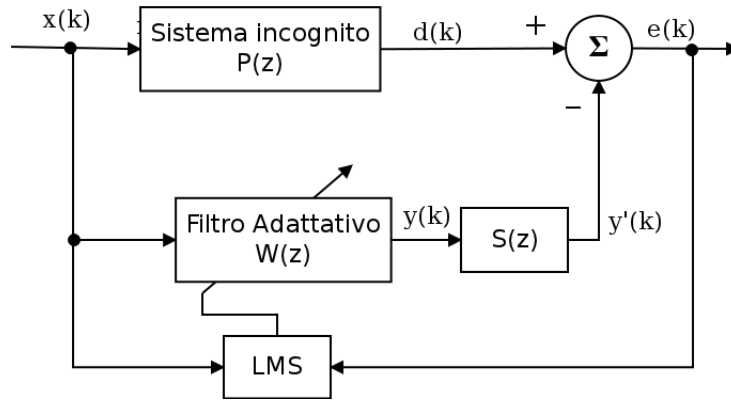 x(k)
Sistema incognito
P(z)
d(k)
+
Σ
e(k)
−
Filtro Adattativo
W(z)
y(k)
S(z)
y'(k)
LMS